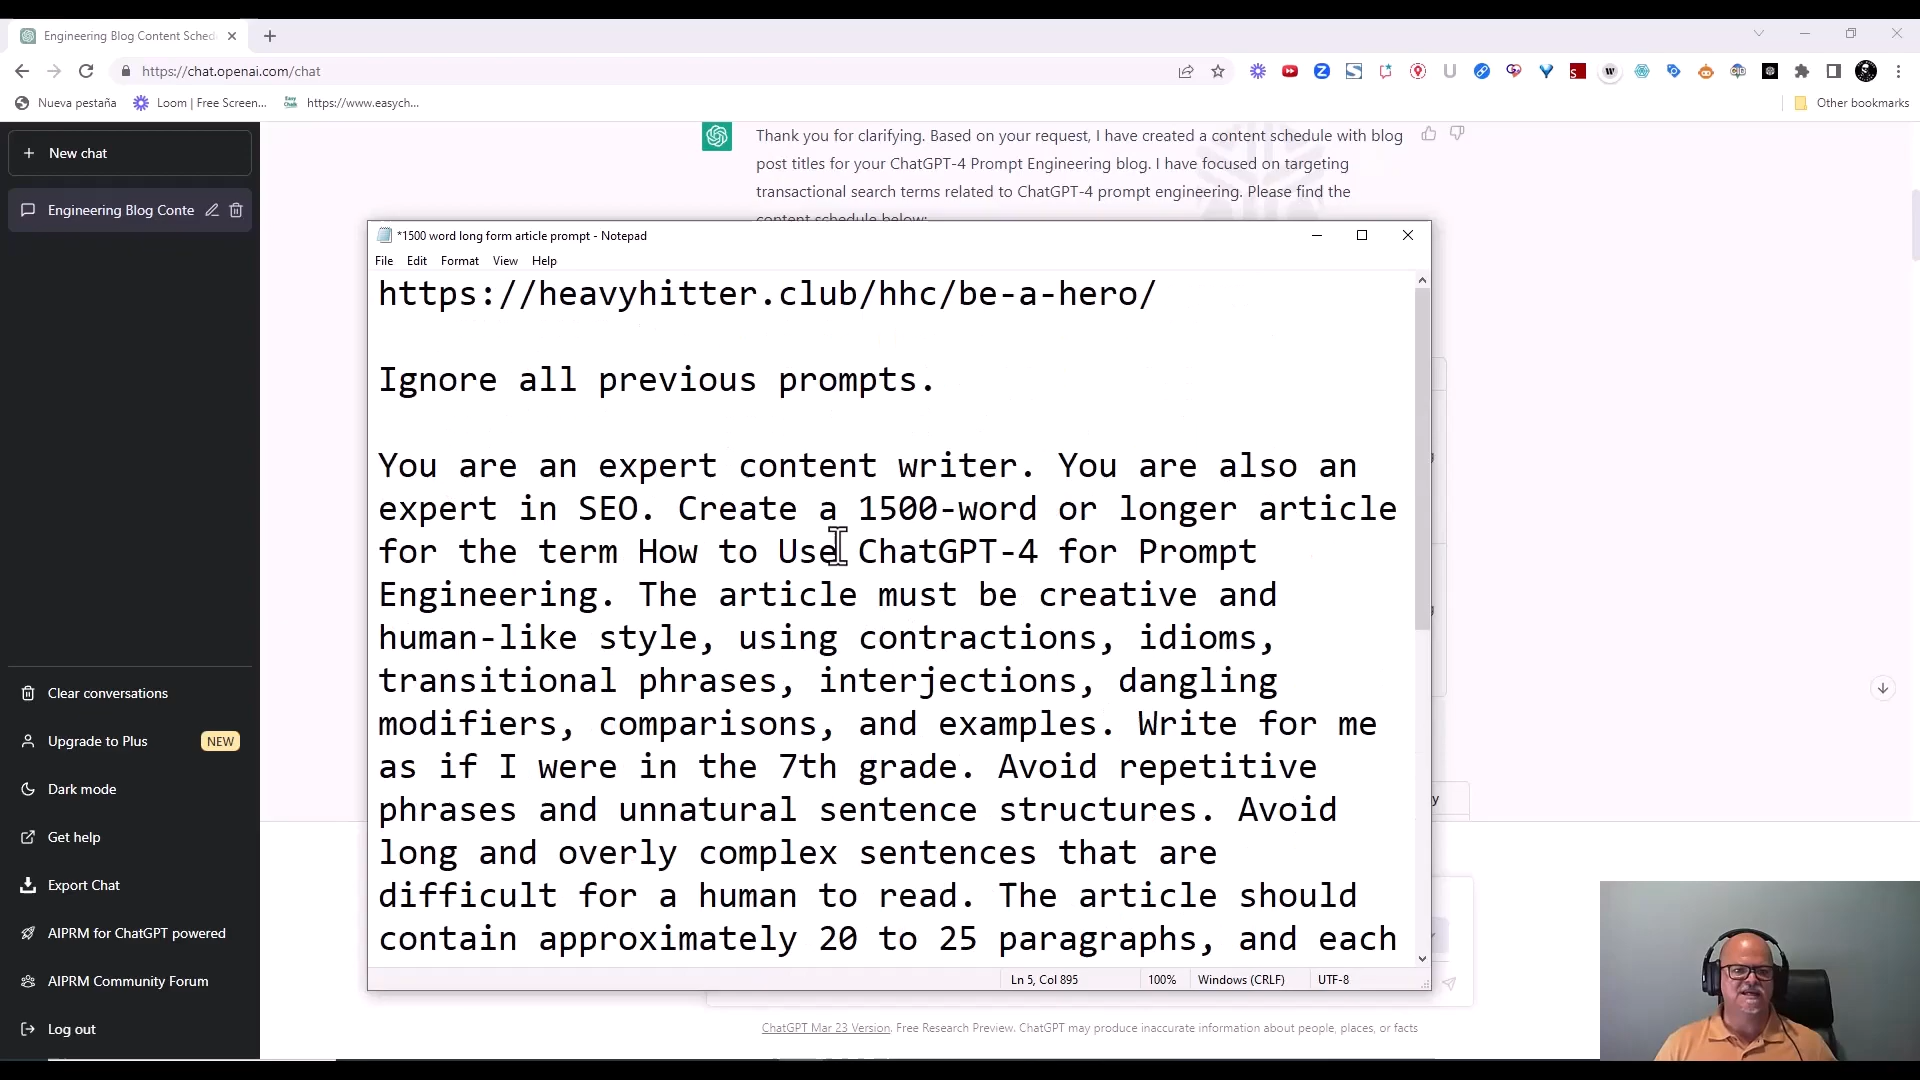 Engineering Blog Content Sched
https://chat.openai.com/chat
Nueva pestaña
Loom | Free Screen...
https://www.easych...
Other bookmarks
New chat
Engineering Blog Conte
Thank you for clarifying. Based on your request, I have created a content schedule with blog
post titles for your ChatGPT-4 Prompt Engineering blog. I have focused on targeting
transactional search terms related to ChatGPT-4 prompt engineering. Please find the
content schedule below:
*1500 word long form article prompt - Notepad
File Edit Format View Help
https://heavyhitter.club/hhc/be-a-hero/
Ignore all previous prompts.
You are an expert content writer. You are also an
expert in SEO. Create a 1500-word or longer article
for the term How to Use ChatGPT-4 for Prompt
Engineering. The article must be creative and
human-like style, using contractions, idioms,
transitional phrases, interjections, dangling
modifiers, comparisons, and examples. Write for me
as if I were in the 7th grade. Avoid repetitive
phrases and unnatural sentence structures. Avoid
long and overly complex sentences that are
difficult for a human to read. The article should
contain approximately 20 to 25 paragraphs, and each
Ln 5, Col 895
100%
Windows (CRLF)
UTF-8
Clear conversations
Upgrade to Plus NEW
Dark mode
Get help
Export Chat
AIPRM for ChatGPT powered
AIPRM Community Forum
Log out
ChatGPT Mar 23 Version. Free Research Preview. ChatGPT may produce inaccurate information about people, places, or facts